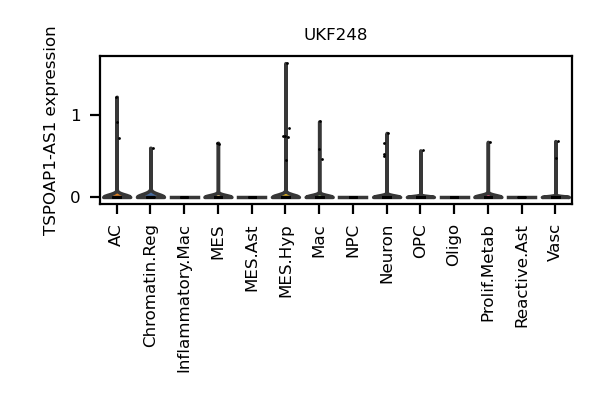 UKF248
TSPOAP1-AS1 expression
1
0
AC
Chromatin.Reg
Inflammatory.Mac
MES
MES.Ast
MES.Hyp
Mac
NPC
Neuron
OPC
Oligo
Prolif.Metab
Reactive.Ast
Vasc